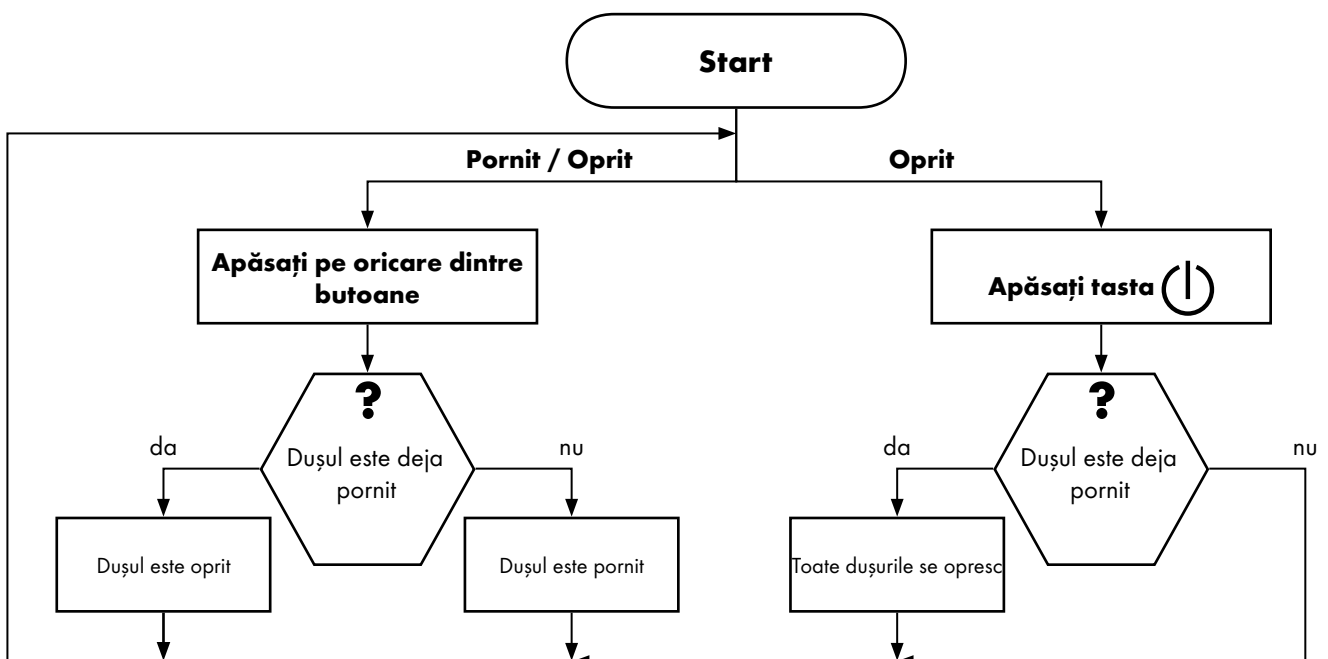 Start
Pornit / Oprit
Oprit
Apăsați pe oricare dintre
butoane
Apăsați tasta
?
Dușul este deja
pornit
da
nu
?
Dușul este deja
pornit
da
nu
Dușul este oprit
Dușul este pornit
Toate dușurile se opresc